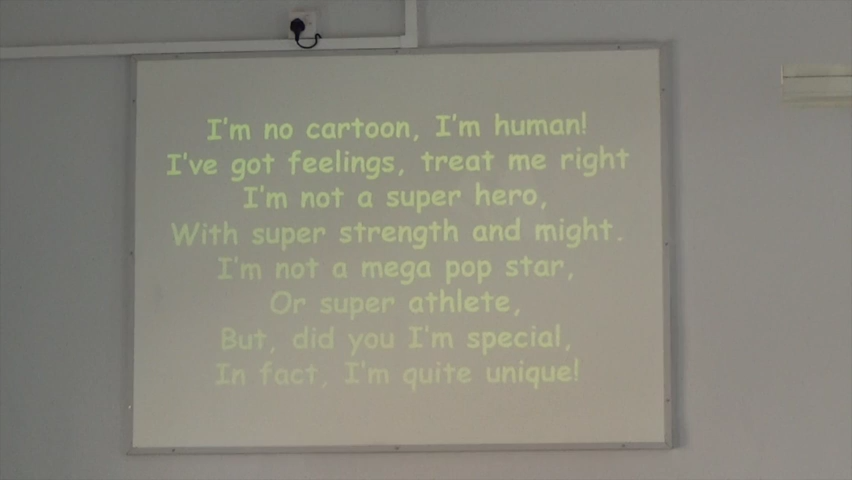 I'm no cartoon, I'm human!
I've got feelings, treat me right
I'm not a super hero,
With super strength and might.
I'm not a mega pop star,
Or super athlete,
But, did you I'm special,
In fact, I'm quite unique!